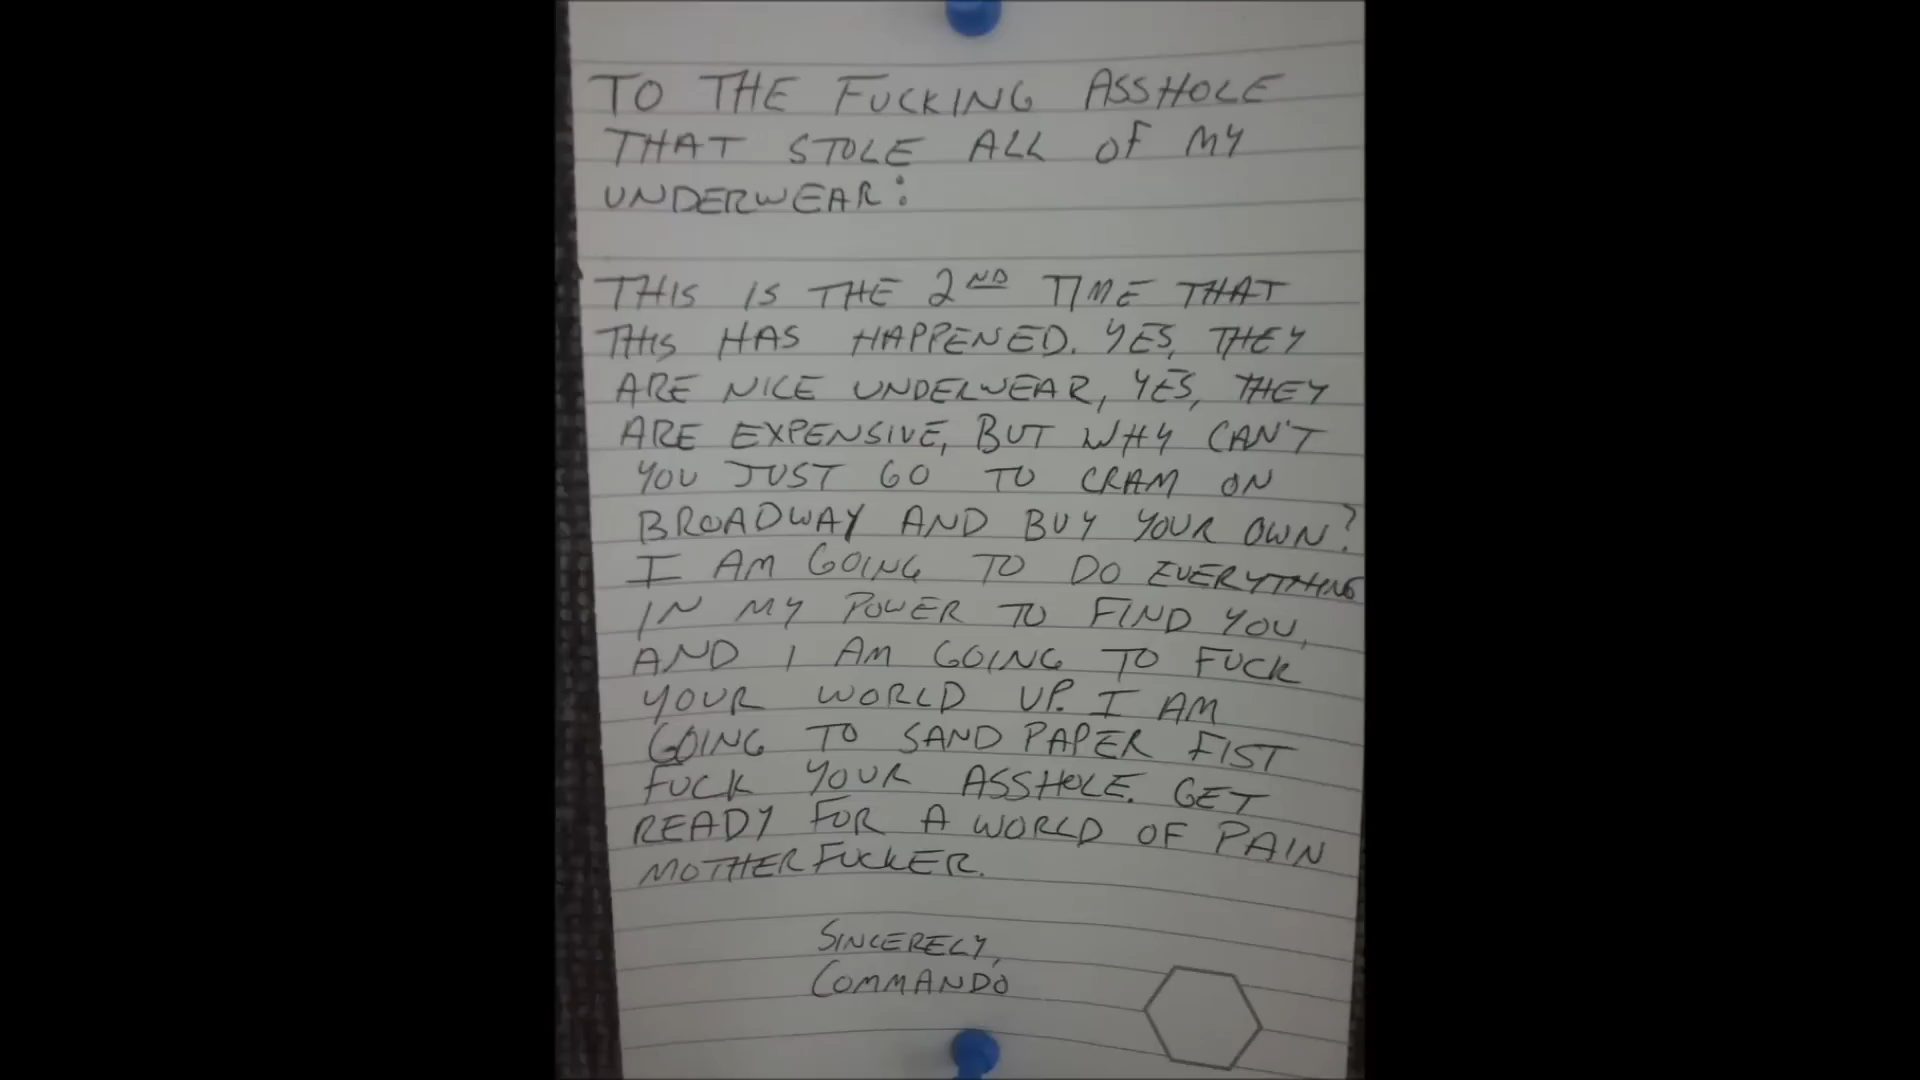 TO THE FUCKING ASSHOLE
THAT STOLE ALL OF MY
UNDERWEAR:
THIS IS THE 2ND TIME THAT
THIS HAS HAPPENED. YES, THEY
ARE NICE UNDERWEAR, YES, THEY
ARE EXPENSIVE, BUT WHY CAN'T
YOU JUST GO TO CRAM ON
BROADWAY AND BUY YOUR OWN?
I AM GOING TO DO EVERYTHING
IN MY POWER TO FIND YOU,
AND I AM GOING TO FUCK
YOUR WORLD UP. I AM
GOING TO SAND PAPER FIST
FUCK YOUR ASSHOLE. GET
READY FOR A WORLD OF PAIN
MOTHER FUCKER.
SINCERELY,
COMMANDO